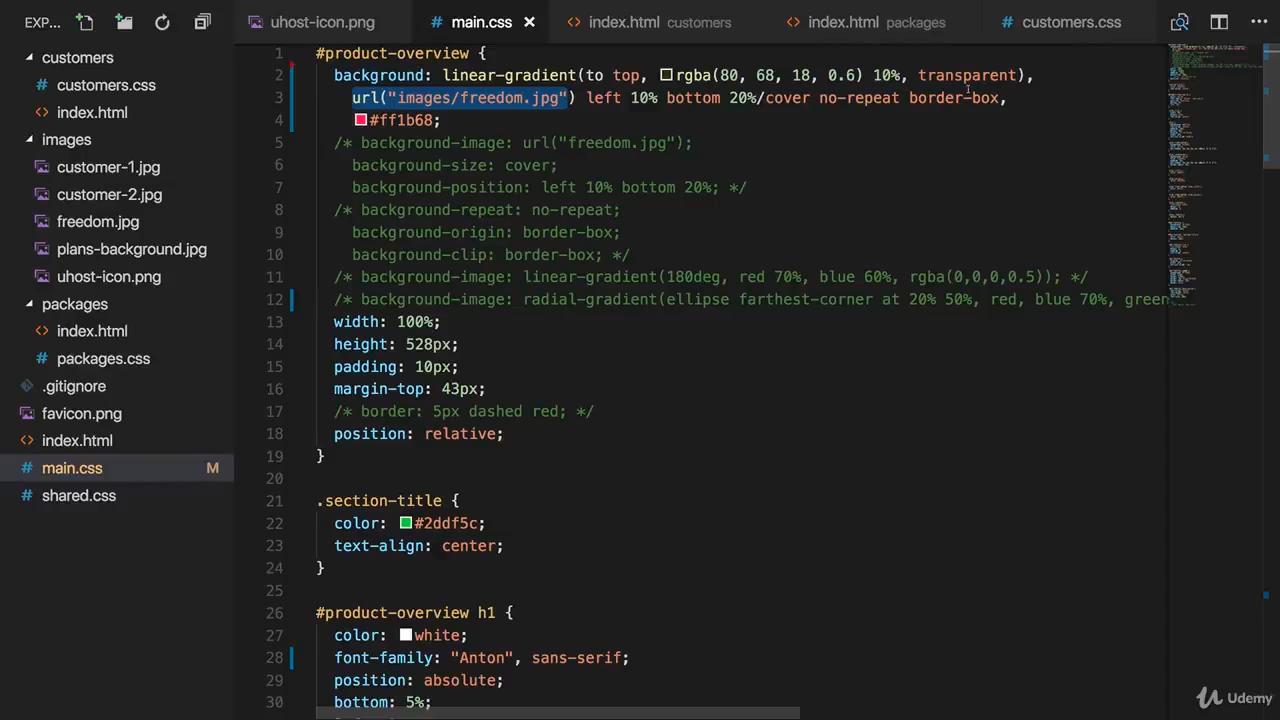 EXP...
uhost-icon.png
# main.css ×
<> index.html customers
<> index.html packages
# customers.css
...
customers
# customers.css
<> index.html
images
customer-1.jpg
customer-2.jpg
freedom.jpg
plans-background.jpg
uhost-icon.png
packages
<> index.html
# packages.css
.gitignore
favicon.png
<> index.html
# main.css M
# shared.css
1 #product-overview {
2 background: linear-gradient(to top, rgba(80, 68, 18, 0.6) 10%, transparent),
3 url("images/freedom.jpg") left 10% bottom 20%/cover no-repeat border-box,
4 #ff1b68;
5 /* background-image: url("freedom.jpg");
6 background-size: cover;
7 background-position: left 10% bottom 20%; */
8 /* background-repeat: no-repeat;
9 background-origin: border-box;
10 background-clip: border-box; */
11 /* background-image: linear-gradient(180deg, red 70%, blue 60%, rgba(0,0,0,0.5)); */
12 /* background-image: radial-gradient(ellipse farthest-corner at 20% 50%, red, blue 70%, green
13 width: 100%;
14 height: 528px;
15 padding: 10px;
16 margin-top: 43px;
17 /* border: 5px dashed red; */
18 position: relative;
19 }
20
21 .section-title {
22 color: #2ddf5c;
23 text-align: center;
24 }
25
26 #product-overview h1 {
27 color: white;
28 font-family: "Anton", sans-serif;
29 position: absolute;
30 bottom: 5%;
Udemy